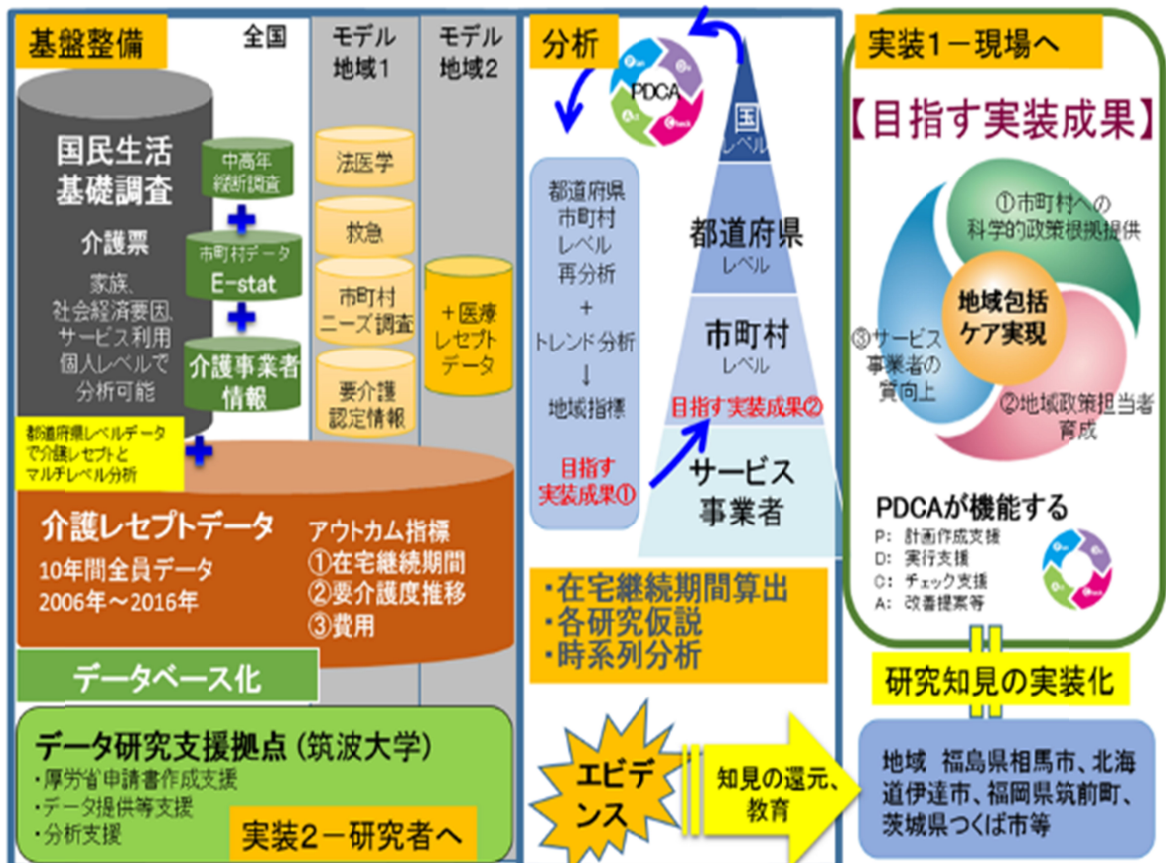 基盤整備
全国
モデル
地域1
モデル
地域2
国民生活
基礎調査
介護票
家族、
社会経済要因、
サービス利用
個人レベルで
分析可能
中高年
縦断調査
市町村データ
E-stat
介護事業者
情報
法医学
救急
市町村
ニーズ調査
要介護
認定情報
+医療
レセプト
データ
都道府県レベルデータ
で介護レセプトと
マルチレベル分析
介護レセプトデータ
10年間全員データ
2006年~2016年
アウトカム指標
①在宅継続期間
②要介護度推移
③費用
データベース化
データ研究支援拠点(筑波大学)
・厚労省申請書作成支援
・データ提供等支援
・分析支援
実装2-研究者へ
分析
PDCA
Check
都道府県
市町村
レベル
再分析
+
トレンド分析
↓
地域指標
目指す
実装成果①
国
レベル
都道府県
レベル
市町村
レベル
目指す実装成果②
サービス
事業者
・在宅継続期間算出
・各研究仮説
・時系列分析
エビデ
ンス
知見の還元、
教育
実装1-現場へ
【目指す実装成果】
①市町村への
科学的政策根拠提供
地域包括
ケア実現
③サービス
事業者の
質向上
②地域政策担当者
育成
PDCAが機能する
P: 計画作成支援
D: 実行支援
C: チェック支援
A: 改善提案等
研究知見の実装化
地域 福島県相馬市、北海
道伊達市、福岡県筑前町、
茨城県つくば市等